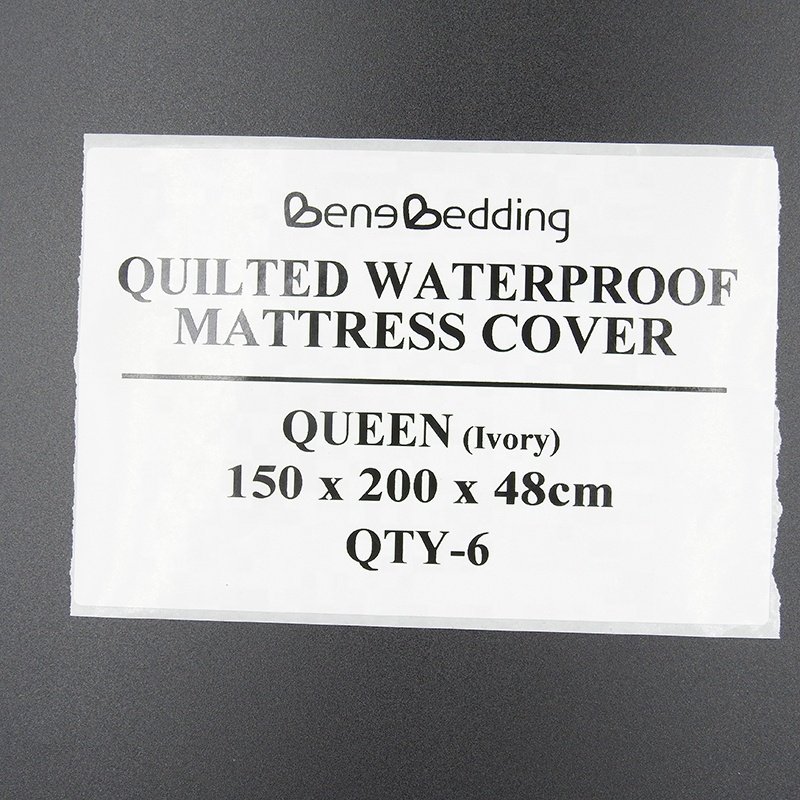 BeneBedding
QUILTED WATERPROOF
MATTRESS COVER
QUEEN (Ivory)
150 x 200 x 48cm
QTY-6